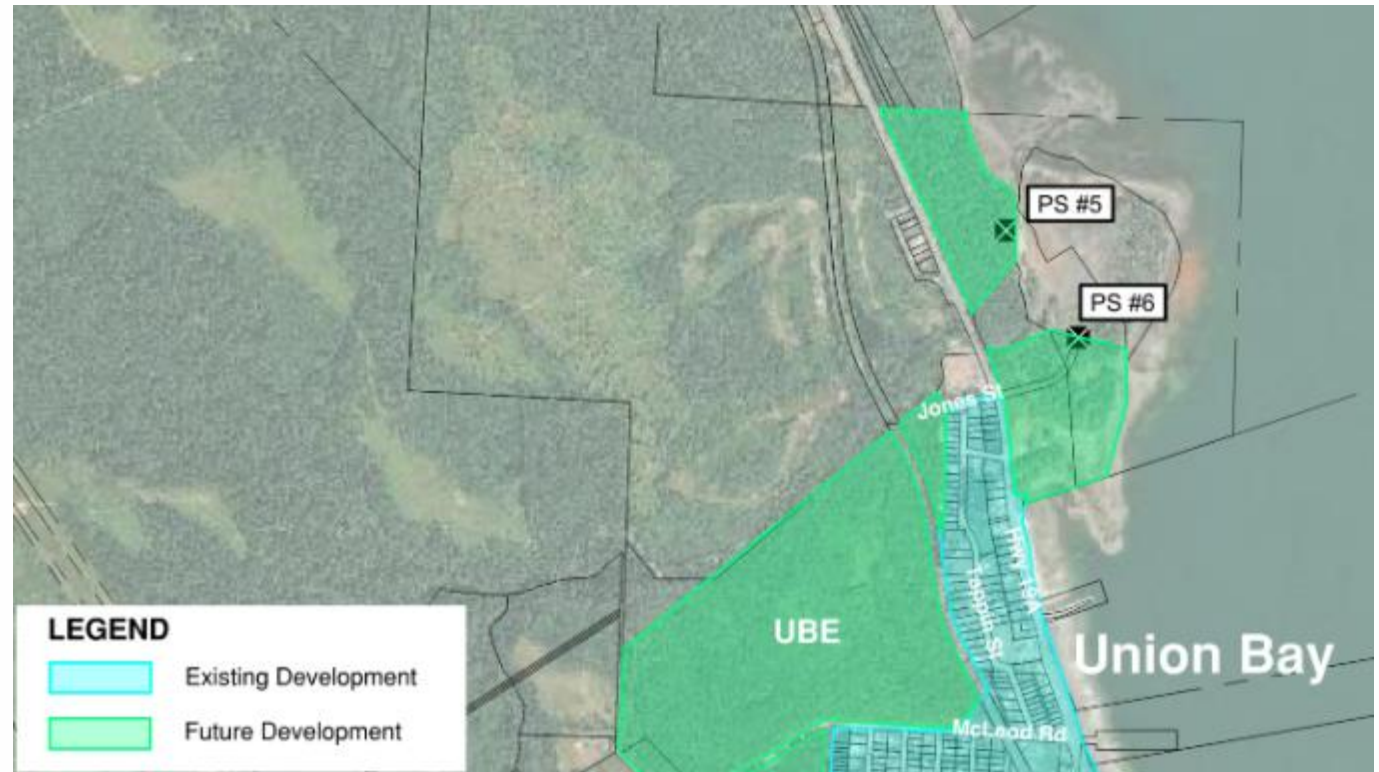 PS #5
PS #6
Jones St
HWY 19A
Tappin St
UBE
Union Bay
McLeod Rd
LEGEND
Existing Development
Future Development